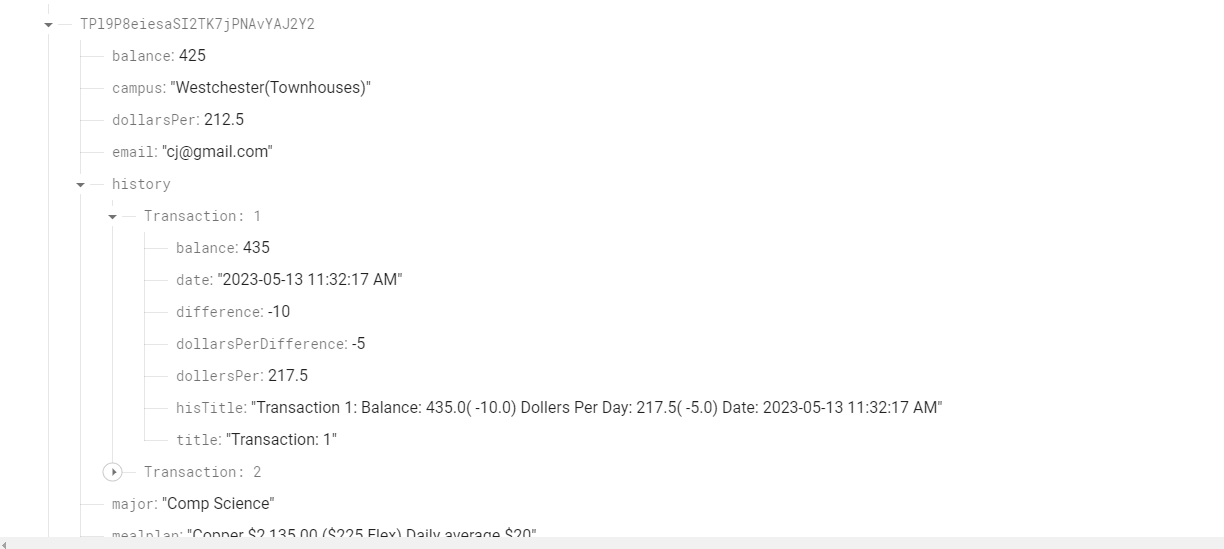 TPl9P8eiesaSI2TK7jPNAvYAJ2Y2
balance: 425
campus: "Westchester(Townhouses)"
dollarsPer: 212.5
email: "cj@gmail.com"
history
Transaction: 1
balance: 435
date: "2023-05-13 11:32:17 AM"
difference: -10
dollarsPerDifference: -5
dollersPer: 217.5
hisTitle: "Transaction 1: Balance: 435.0( -10.0) Dollers Per Day: 217.5( -5.0) Date: 2023-05-13 11:32:17 AM"
title: "Transaction: 1"
Transaction: 2
major: "Comp Science"
mealplan: "Copper $2,135.00 ($225 Flex) Daily average $20"